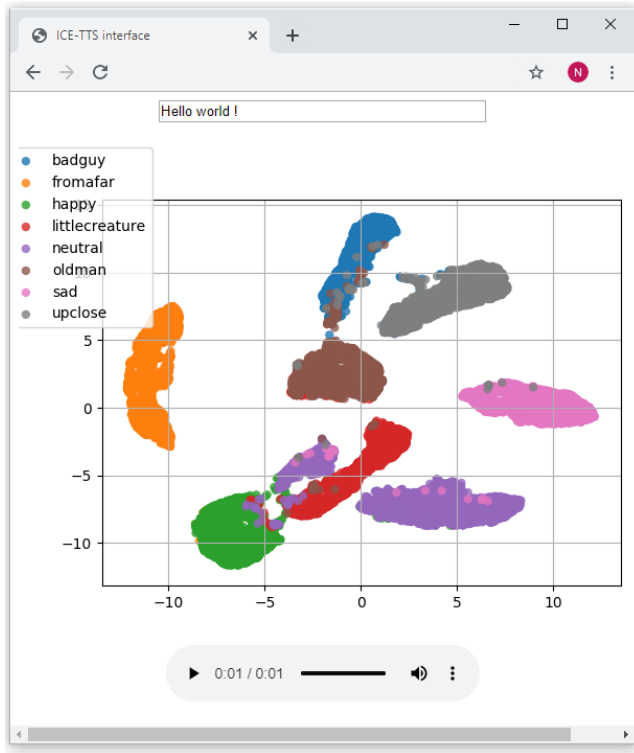 ICE-TTS interface
N
Hello world !
badguy
fromafar
happy
littlecreature
neutral
oldman
sad
upclose
5
0
−5
−10
−10
−5
0
5
10
0:01 / 0:01